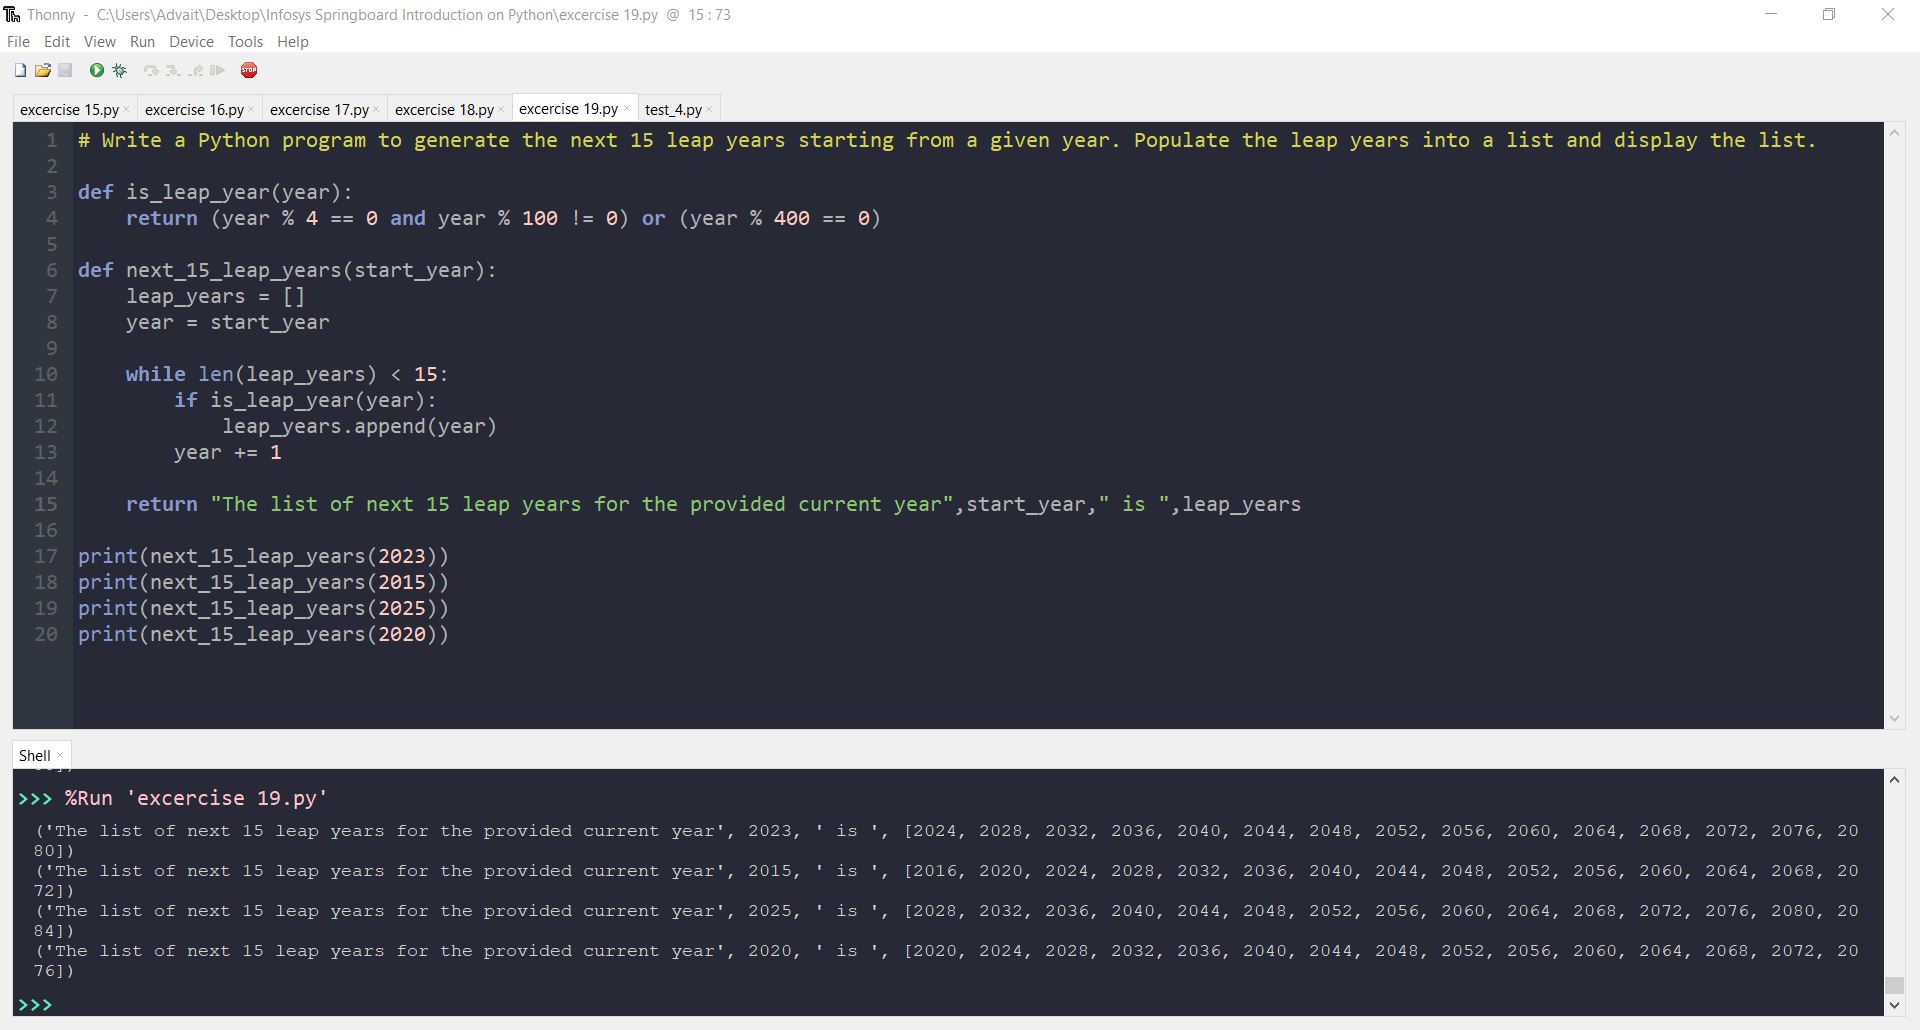 Thonny - C:\Users\Advait\Desktop\Infosys Springboard Introduction on Python\excercise 19.py @ 15 : 73
File Edit View Run Device Tools Help
STOP
excercise 15.py × excercise 16.py × excercise 17.py × excercise 18.py × excercise 19.py × test_4.py ×
1 # Write a Python program to generate the next 15 leap years starting from a given year. Populate the leap years into a list and display the list.
2
3 def is_leap_year(year):
4     return (year % 4 == 0 and year % 100 != 0) or (year % 400 == 0)
5
6 def next_15_leap_years(start_year):
7     leap_years = []
8     year = start_year
9
10     while len(leap_years) < 15:
11         if is_leap_year(year):
12             leap_years.append(year)
13         year += 1
14
15     return "The list of next 15 leap years for the provided current year",start_year," is ",leap_years
16
17 print(next_15_leap_years(2023))
18 print(next_15_leap_years(2015))
19 print(next_15_leap_years(2025))
20 print(next_15_leap_years(2020))
Shell ×
>>> %Run 'excercise 19.py'
('The list of next 15 leap years for the provided current year', 2023, ' is ', [2024, 2028, 2032, 2036, 2040, 2044, 2048, 2052, 2056, 2060, 2064, 2068, 2072, 2076, 20
80])
('The list of next 15 leap years for the provided current year', 2015, ' is ', [2016, 2020, 2024, 2028, 2032, 2036, 2040, 2044, 2048, 2052, 2056, 2060, 2064, 2068, 20
72])
('The list of next 15 leap years for the provided current year', 2025, ' is ', [2028, 2032, 2036, 2040, 2044, 2048, 2052, 2056, 2060, 2064, 2068, 2072, 2076, 2080, 20
84])
('The list of next 15 leap years for the provided current year', 2020, ' is ', [2020, 2024, 2028, 2032, 2036, 2040, 2044, 2048, 2052, 2056, 2060, 2064, 2068, 2072, 20
76])
>>>